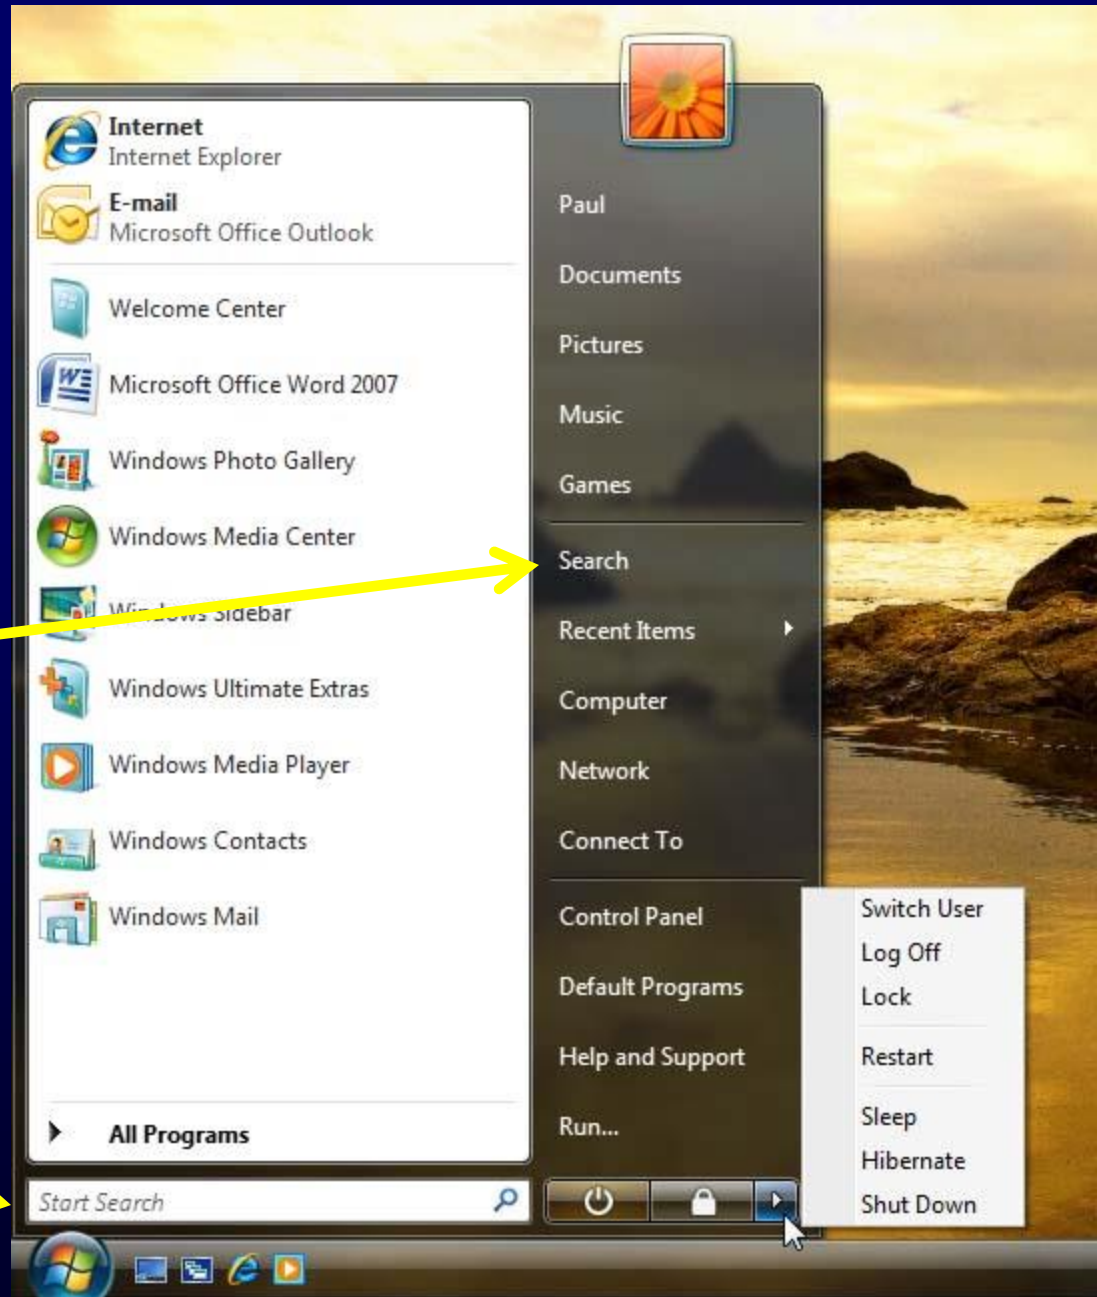 Internet
Internet Explorer
E-mail
Microsoft Office Outlook
Welcome Center
Microsoft Office Word 2007
Windows Photo Gallery
Windows Media Center
Windows Sidebar
Windows Ultimate Extras
Windows Media Player
Windows Contacts
Windows Mail
All Programs
Start Search
Paul
Documents
Pictures
Music
Games
Search
Recent Items
Computer
Network
Connect To
Control Panel
Default Programs
Help and Support
Run...
Switch User
Log Off
Lock
Restart
Sleep
Hibernate
Shut Down